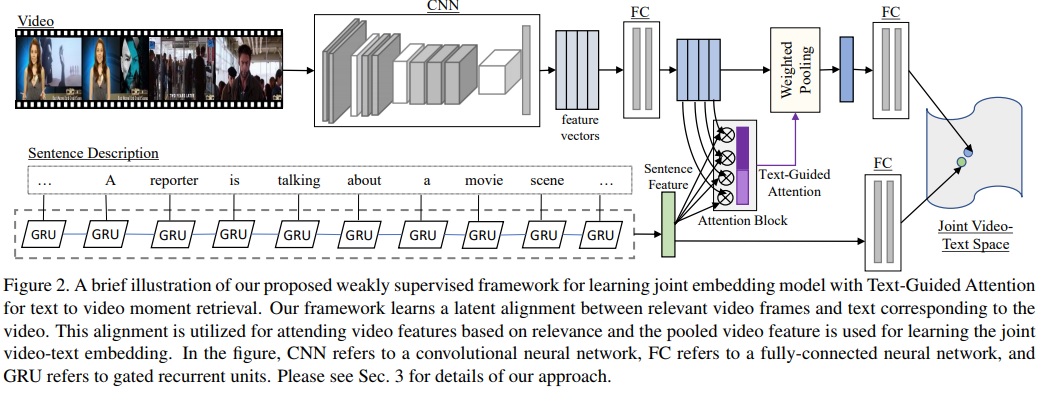 Video
CNN
feature
vectors
FC
Weighted
Pooling
FC
Sentence Description
... A reporter is talking about a movie scene ...
GRU GRU GRU GRU GRU GRU GRU GRU GRU GRU
Sentence
Feature
Text-Guided
Attention
Attention Block
FC
Joint Video-
Text Space
Figure 2. A brief illustration of our proposed weakly supervised framework for learning joint embedding model with Text-Guided Attention
for text to video moment retrieval. Our framework learns a latent alignment between relevant video frames and text corresponding to the
video. This alignment is utilized for attending video features based on relevance and the pooled video feature is used for learning the joint
video-text embedding. In the figure, CNN refers to a convolutional neural network, FC refers to a fully-connected neural network, and
GRU refers to gated recurrent units. Please see Sec. 3 for details of our approach.